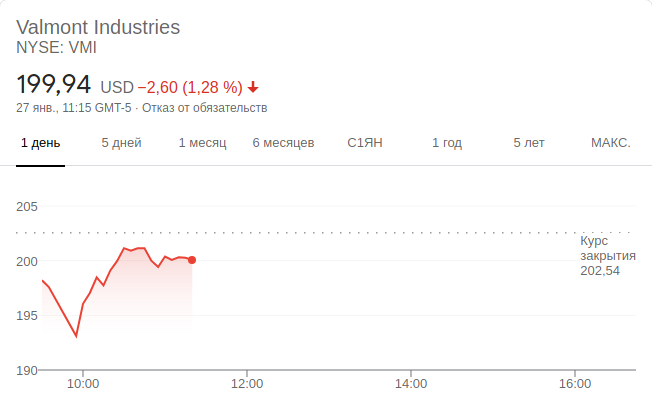 Valmont Industries
NYSE: VMI
199,94 USD −2,60 (1,28 %)
27 янв., 11:15 GMT-5 · Отказ от обязательств
1 день 5 дней 1 месяц 6 месяцев С1ЯН 1 год 5 лет МАКС.
205
Курс
закрытия
202,54
200
195
190
10:00 12:00 14:00 16:00